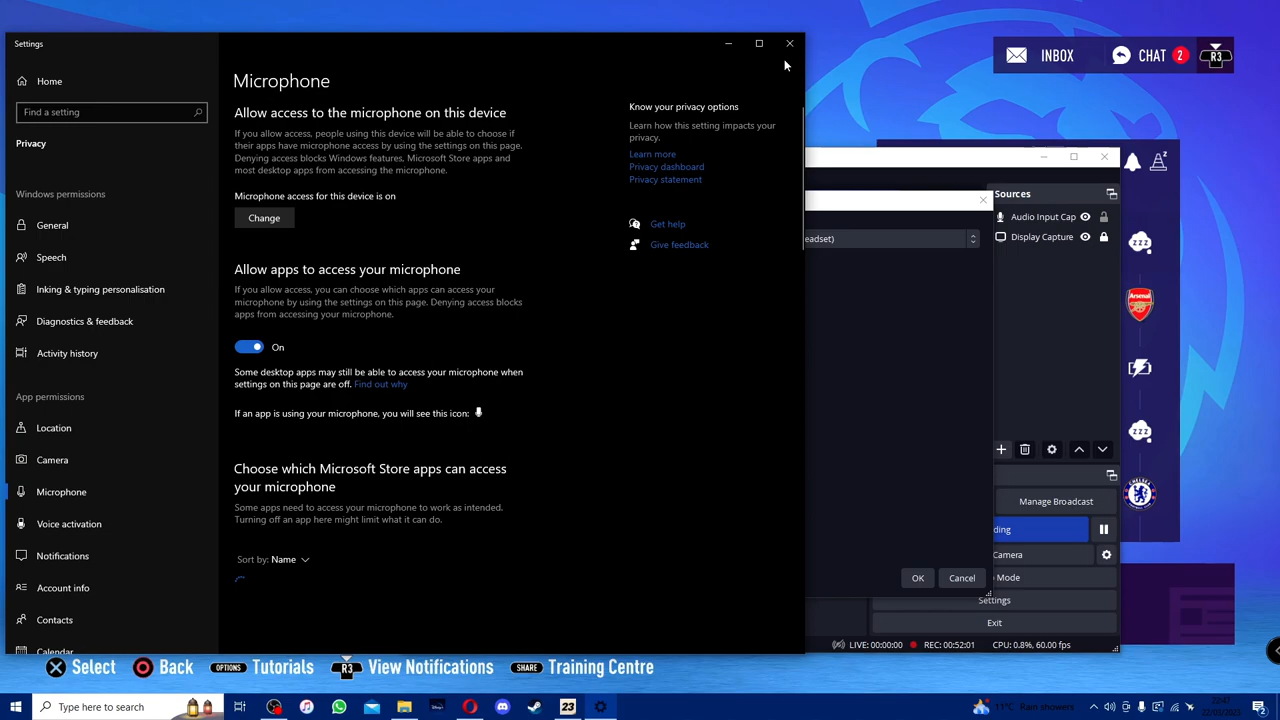 Settings
Home
Find a setting
Privacy
Windows permissions
General
Speech
Inking & typing personalisation
Diagnostics & feedback
Activity history
App permissions
Location
Camera
Microphone
Voice activation
Notifications
Account info
Contacts
Calendar
Microphone
Allow access to the microphone on this device
If you allow access, people using this device will be able to choose if
their apps have microphone access by using the settings on this page.
Denying access blocks Windows features, Microsoft Store apps and
most desktop apps from accessing the microphone.
Microphone access for this device is on
Change
Allow apps to access your microphone
If you allow access, you can choose which apps can access your
microphone by using the settings on this page. Denying access blocks
apps from accessing your microphone.
On
Some desktop apps may still be able to access your microphone when
settings on this page are off. Find out why
If an app is using your microphone, you will see this icon:
Choose which Microsoft Store apps can access
your microphone
Some apps need to access your microphone to work as intended.
Turning off an app here might limit what it can do.
Sort by: Name
Know your privacy options
Learn how this setting impacts your
privacy.
Learn more
Privacy dashboard
Privacy statement
Get help
Give feedback
INBOX
CHAT 2
R3
Sources
Audio Input Cap
Display Capture
eadset)
Manage Broadcast
ding
Camera
Mode
Settings
Exit
OK
Cancel
LIVE: 00:00:00
REC: 00:52:01
CPU: 0.8%, 60.00 fps
Arsenal
CHELSEA
Select
Back
OPTIONS Tutorials
R3 View Notifications
SHARE Training Centre
Type here to search
23
11°C Rain showers
22:47
22/03/2023
2